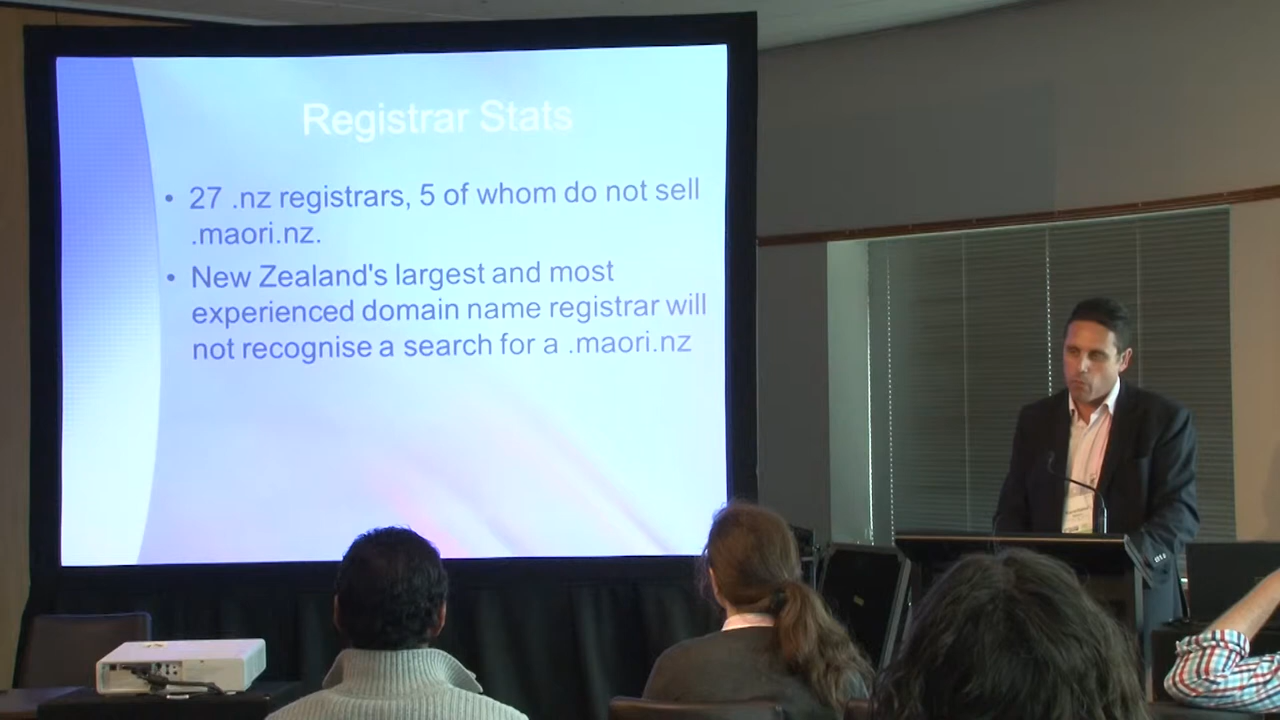 Registrar Stats
• 27 .nz registrars, 5 of whom do not sell
.maori.nz.
• New Zealand's largest and most
experienced domain name registrar will
not recognise a search for a .maori.nz